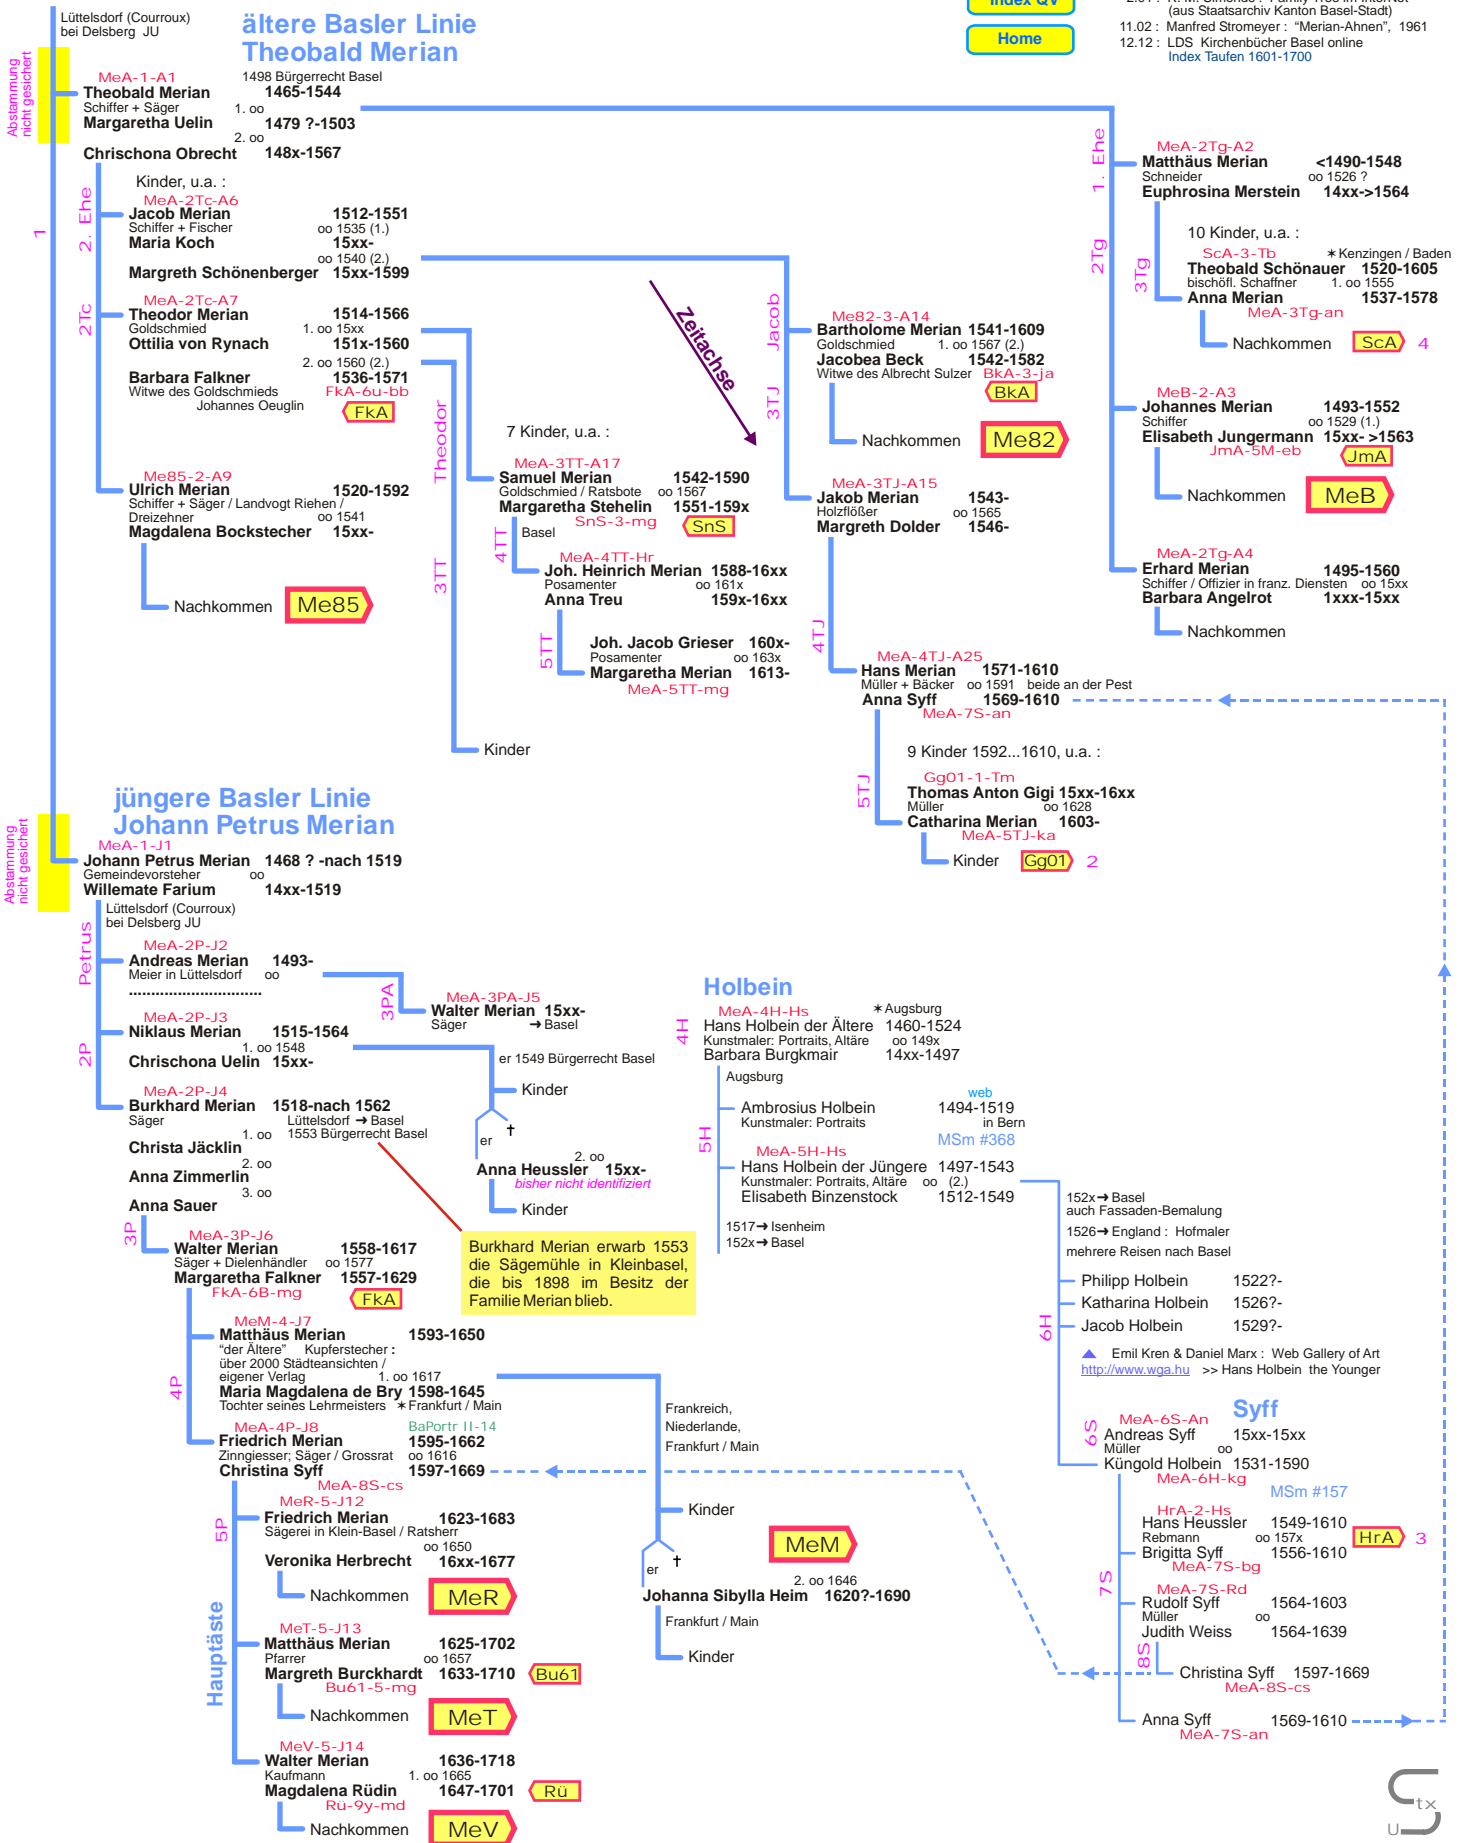 Lüttelsdorf (Courroux)
bei Delsberg JU
ältere Basler Linie
Theobald Merian
Home
(aus Staatsarchiv Kanton Basel-Stadt)
11.02 : Manfred Stromeyer : “Merian-Ahnen”, 1961
12.12 : LDS Kirchenbücher Basel online
Index Taufen 1601-1700
Abstammung
nicht gesichert
MeA-1-A1
1498 Bürgerrecht Basel
Theobald Merian 1465-1544
Schiffer + Säger 1. oo
Margaretha Uelin 1479 ?-1503
2. oo
Chrischona Obrecht 148x-1567
1
2. Ehe
2Tc
Kinder, u.a. :
MeA-2Tc-A6
Jacob Merian 1512-1551
Schiffer + Fischer oo 1535 (1.)
Maria Koch 15xx-
oo 1540 (2.)
Margreth Schönenberger 15xx-1599
MeA-2Tc-A7
Theodor Merian 1514-1566
Goldschmied 1. oo 15xx
Ottilia von Rynach 151x-1560
2. oo 1560 (2.)
Barbara Falkner 1536-1571
Witwe des Goldschmieds FkA-6u-bb
Johannes Oeuglin FkA
Me85-2-A9
Ulrich Merian 1520-1592
Schiffer + Säger / Landvogt Riehen /
Dreizehner oo 1541
Magdalena Bockstecher 15xx-
Nachkommen Me85
Theodor
3TT
7 Kinder, u.a. :
MeA-3TT-A17
Samuel Merian 1542-1590
Goldschmied / Ratsbote oo 1567
Margaretha Stehelin 1551-159x
SnS-3-mg SnS
4TT
Basel
MeA-4TT-Hr
Joh. Heinrich Merian 1588-16xx
Posamenter oo 161x
Anna Treu 159x-16xx
5TT
Joh. Jacob Grieser 160x-
Posamenter oo 163x
Margaretha Merian 1613-
MeA-5TT-mg
Kinder
Zeitachse
Jacob
3TJ
Me82-3-A14
Bartholome Merian 1541-1609
Goldschmied 1. oo 1567 (2.)
Jacobea Beck 1542-1582
Witwe des Albrecht Sulzer BkA-3-ja
BkA
Nachkommen Me82
MeA-3TJ-A15
Jakob Merian 1543-
Holzflößer oo 1565
Margreth Dolder 1546-
4TJ
MeA-4TJ-A25
Hans Merian 1571-1610
Müller + Bäcker oo 1591 beide an der Pest
Anna Syff 1569-1610
MeA-7S-an
5TJ
9 Kinder 1592...1610, u.a. :
Gg01-1-Tm
Thomas Anton Gigi 15xx-16xx
Müller oo 1628
Catharina Merian 1603-
MeA-5TJ-ka
Kinder Gg01 2
1. Ehe
2Tg
MeA-2Tg-A2
Matthäus Merian <1490-1548
Schneider oo 1526 ?
Euphrosina Merstein 14xx->1564
3Tg
10 Kinder, u.a. :
ScA-3-Tb ✶Kenzingen / Baden
Theobald Schönauer 1520-1605
bischöfl. Schaffner 1. oo 1555
Anna Merian 1537-1578
MeA-3Tg-an
Nachkommen ScA 4
MeB-2-A3
Johannes Merian 1493-1552
Schiffer oo 1529 (1.)
Elisabeth Jungermann 15xx- >1563
JmA-5M-eb JmA
Nachkommen MeB
MeA-2Tg-A4
Erhard Merian 1495-1560
Schiffer / Offizier in franz. Diensten oo 15xx
Barbara Angelrot 1xxx-15xx
Nachkommen
jüngere Basler Linie
Johann Petrus Merian
Abstammung
nicht gesichert
MeA-1-J1
Johann Petrus Merian 1468 ? -nach 1519
Gemeindevorsteher oo
Willemate Farium 14xx-1519
Lüttelsdorf (Courroux)
bei Delsberg JU
Petrus
2P
MeA-2P-J2
Andreas Merian 1493-
Meier in Lüttelsdorf oo
..............................
3PA
MeA-3PA-J5
Walter Merian 15xx-
Säger ➔ Basel
MeA-2P-J3
Niklaus Merian 1515-1564
1. oo 1548
Chrischona Uelin 15xx-
er 1549 Bürgerrecht Basel
Kinder
er †
2. oo
Anna Heussler 15xx-
bisher nicht identifiziert
Kinder
MeA-2P-J4
Burkhard Merian 1518-nach 1562
Säger Lüttelsdorf ➔ Basel
1553 Bürgerrecht Basel
1. oo
Christa Jäcklin
2. oo
Anna Zimmerlin
3. oo
Anna Sauer
3P
Burkhard Merian erwarb 1553
die Sägemühle in Kleinbasel,
die bis 1898 im Besitz der
Familie Merian blieb.
MeA-3P-J6
Walter Merian 1558-1617
Säger + Dielenhändler oo 1577
Margaretha Falkner 1557-1629
FkA-6B-mg FkA
4P
MeM-4-J7
Matthäus Merian 1593-1650
“der Ältere” Kupferstecher :
über 2000 Städteansichten /
eigener Verlag 1. oo 1617
Maria Magdalena de Bry 1598-1645
Tochter seines Lehrmeisters ✶Frankfurt / Main
MeA-4P-J8 BaPortr II-14
Friedrich Merian 1595-1662
Zinngiesser; Säger / Grossrat oo 1616
Christina Syff 1597-1669
MeA-8S-cs
Frankreich,
Niederlande,
Frankfurt / Main
Kinder
er †
MeM
2. oo 1646
Johanna Sibylla Heim 1620?-1690
Frankfurt / Main
Kinder
5P
Hauptäste
MeR-5-J12
Friedrich Merian 1623-1683
Sägerei in Klein-Basel / Ratsherr
oo 1650
Veronika Herbrecht 16xx-1677
Nachkommen MeR
MeT-5-J13
Matthäus Merian 1625-1702
Pfarrer oo 1657
Margreth Burckhardt 1633-1710 Bu61
Bu61-5-mg
Nachkommen MeT
MeV-5-J14
Walter Merian 1636-1718
Kaufmann 1. oo 1665
Magdalena Rüdin 1647-1701 Rü
Rü-9y-md
Nachkommen MeV
Holbein
4H
MeA-4H-Hs ✶Augsburg
Hans Holbein der Ältere 1460-1524
Kunstmaler: Portraits, Altäre oo 149x
Barbara Burgkmair 14xx-1497
Augsburg
5H
web
Ambrosius Holbein 1494-1519
Kunstmaler: Portraits in Bern
MSm #368
MeA-5H-Hs
Hans Holbein der Jüngere 1497-1543
Kunstmaler: Portraits, Altäre oo (2.)
Elisabeth Binzenstock 1512-1549
1517➔ Isenheim
152x➔ Basel
152x➔ Basel
auch Fassaden-Bemalung
1526➔ England : Hofmaler
mehrere Reisen nach Basel
6H
Philipp Holbein 1522?-
Katharina Holbein 1526?-
Jacob Holbein 1529?-
Emil Kren & Daniel Marx : Web Gallery of Art
http://www.wga.hu >> Hans Holbein the Younger
Syff
6S
MeA-6S-An
Andreas Syff 15xx-15xx
Müller oo
Küngold Holbein 1531-1590
MeA-6H-kg
MSm #157
7S
HrA-2-Hs
Hans Heussler 1549-1610
Rebmann oo 157x HrA 3
Brigitta Syff 1556-1610
MeA-7S-bg
MeA-7S-Rd
Rudolf Syff 1564-1603
Müller oo
Judith Weiss 1564-1639
8S
Christina Syff 1597-1669
MeA-8S-cs
Anna Syff 1569-1610
MeA-7S-an
U S tx